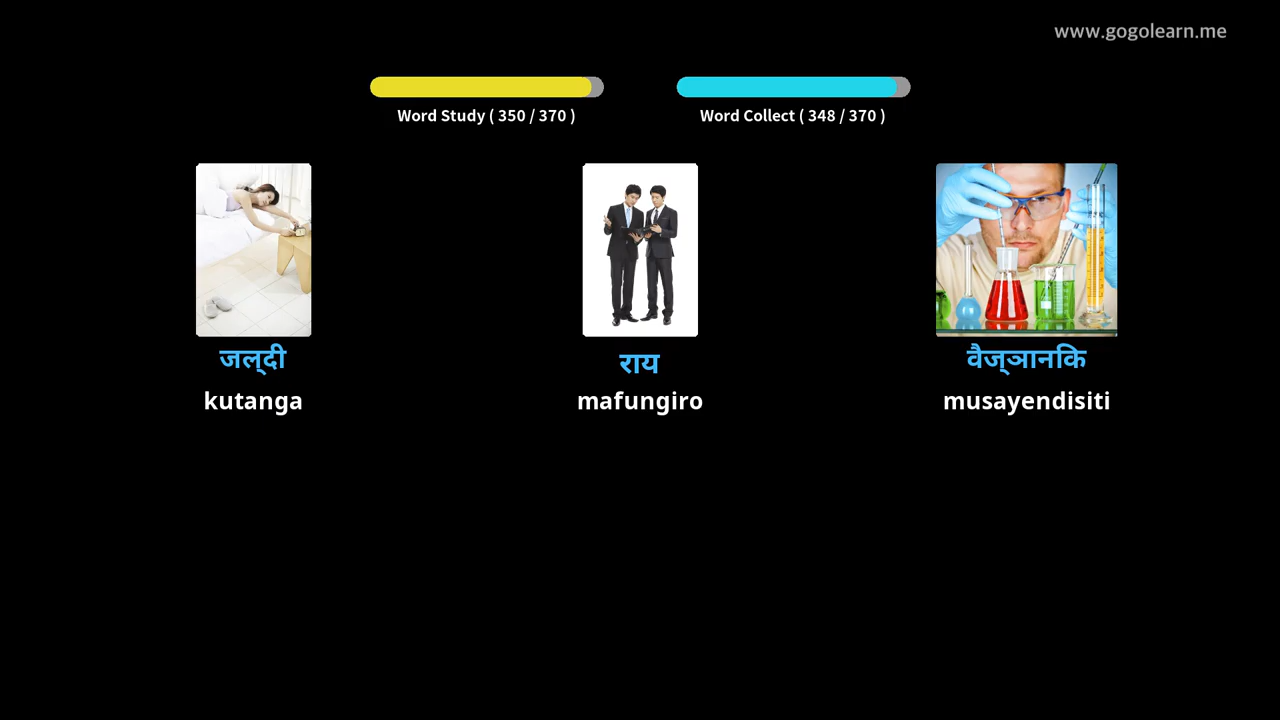 www.gogolearn.me
Word Study ( 350 / 370 )
Word Collect ( 348 / 370 )
जल्दी
राय
वैज्ञानिक
kutanga
mafungiro
musayendisiti